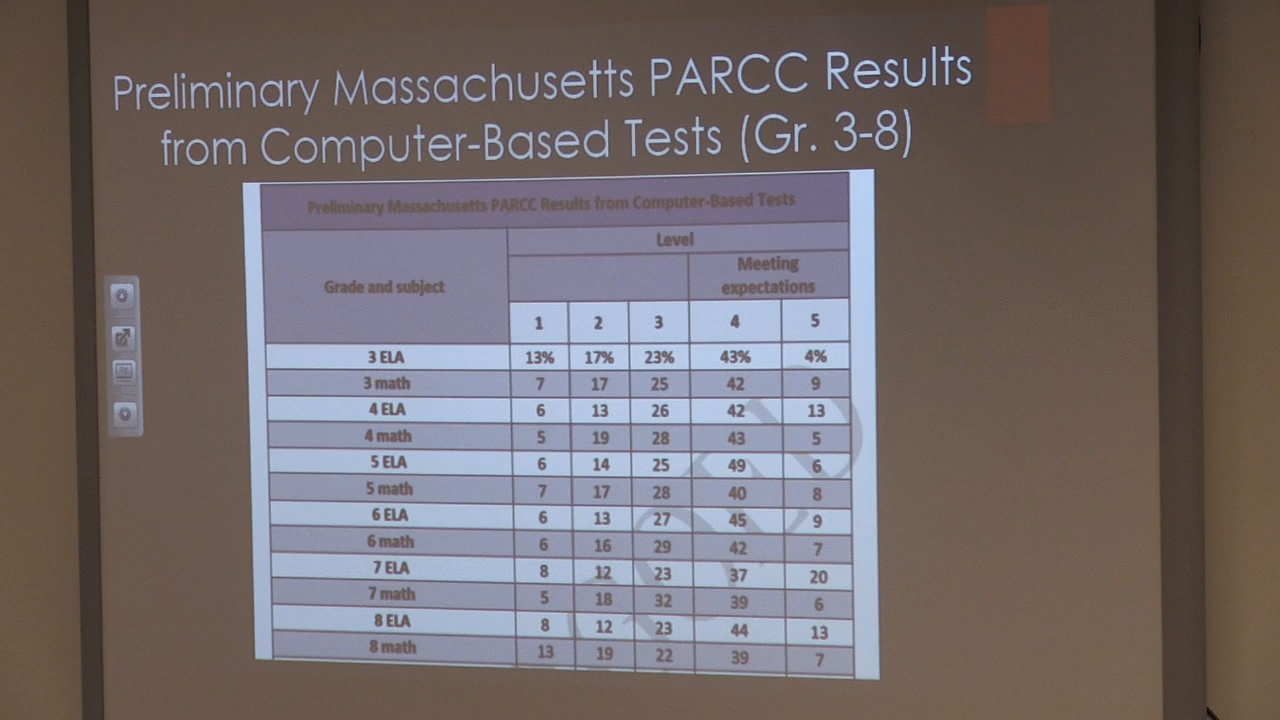 Preliminary Massachusetts PARCC Results
from Computer-Based Tests (Gr. 3-8)
Preliminary Massachusetts PARCC Results from Computer-Based Tests
Level
Grade and subject
Meeting
expectations
1 2 3 4 5
3 ELA 13% 17% 23% 43% 4%
3 math 7 17 25 42 9
4 ELA 6 13 26 42 13
4 math 5 19 28 43 5
5 ELA 6 14 25 49 6
5 math 7 17 28 40 8
6 ELA 6 13 27 45 9
6 math 6 16 29 42 7
7 ELA 8 12 23 37 20
7 math 5 18 32 39 6
8 ELA 8 12 23 44 13
8 math 13 19 22 39 7